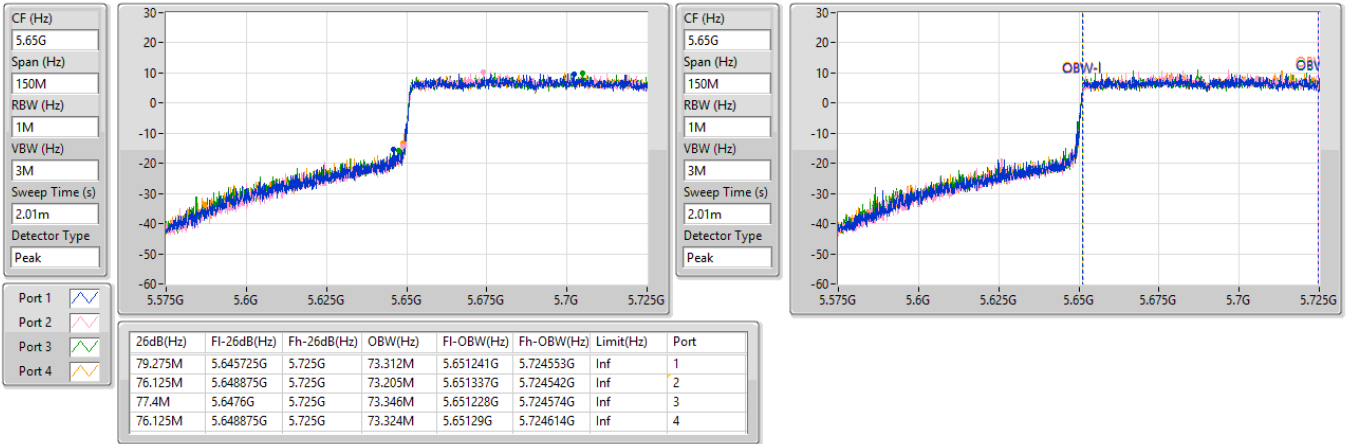 CF (Hz)
5.65G
Span (Hz)
150M
RBW (Hz)
1M
VBW (Hz)
3M
Sweep Time (s)
2.01m
Detector Type
Peak
30
20
10
0
-10
-20
-30
-40
-50
-60
5.575G 5.6G 5.625G 5.65G 5.675G 5.7G 5.725G
CF (Hz)
5.65G
Span (Hz)
150M
RBW (Hz)
1M
VBW (Hz)
3M
Sweep Time (s)
2.01m
Detector Type
Peak
30
20
10
0
-10
-20
-30
-40
-50
-60
OBW-l
OBV
5.575G 5.6G 5.625G 5.65G 5.675G 5.7G 5.725G
Port 1
Port 2
Port 3
Port 4
26dB(Hz) Fl-26dB(Hz) Fh-26dB(Hz) OBW(Hz) Fl-OBW(Hz) Fh-OBW(Hz) Limit(Hz) Port
79.275M 5.645725G 5.725G 73.312M 5.651241G 5.724553G Inf 1
76.125M 5.648875G 5.725G 73.205M 5.651337G 5.724542G Inf 2
77.4M 5.6476G 5.725G 73.346M 5.651228G 5.724574G Inf 3
76.125M 5.648875G 5.725G 73.324M 5.65129G 5.724614G Inf 4